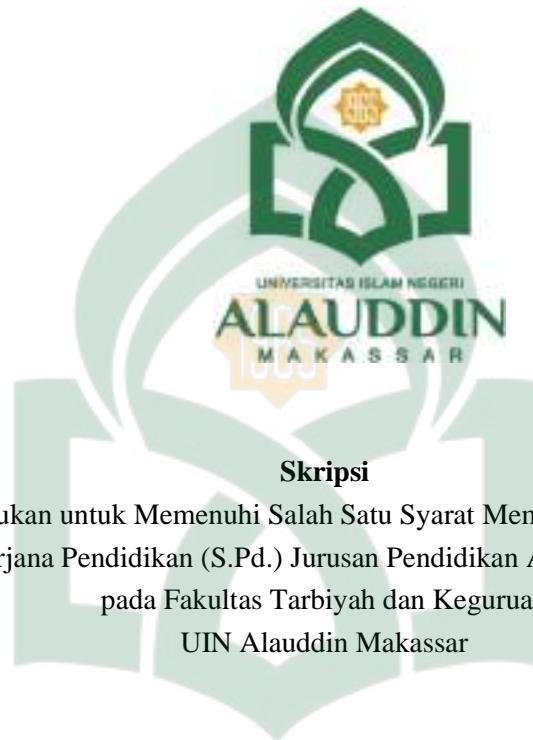 1965
UNIVERSITAS ISLAM NEGERI
ALAUDDIN
MAKASSAR
Skripsi
ukan untuk Memenuhi Salah Satu Syarat Men
rjana Pendidikan (S.Pd.) Jurusan Pendidikan A
pada Fakultas Tarbiyah dan Kegurua
UIN Alauddin Makassar